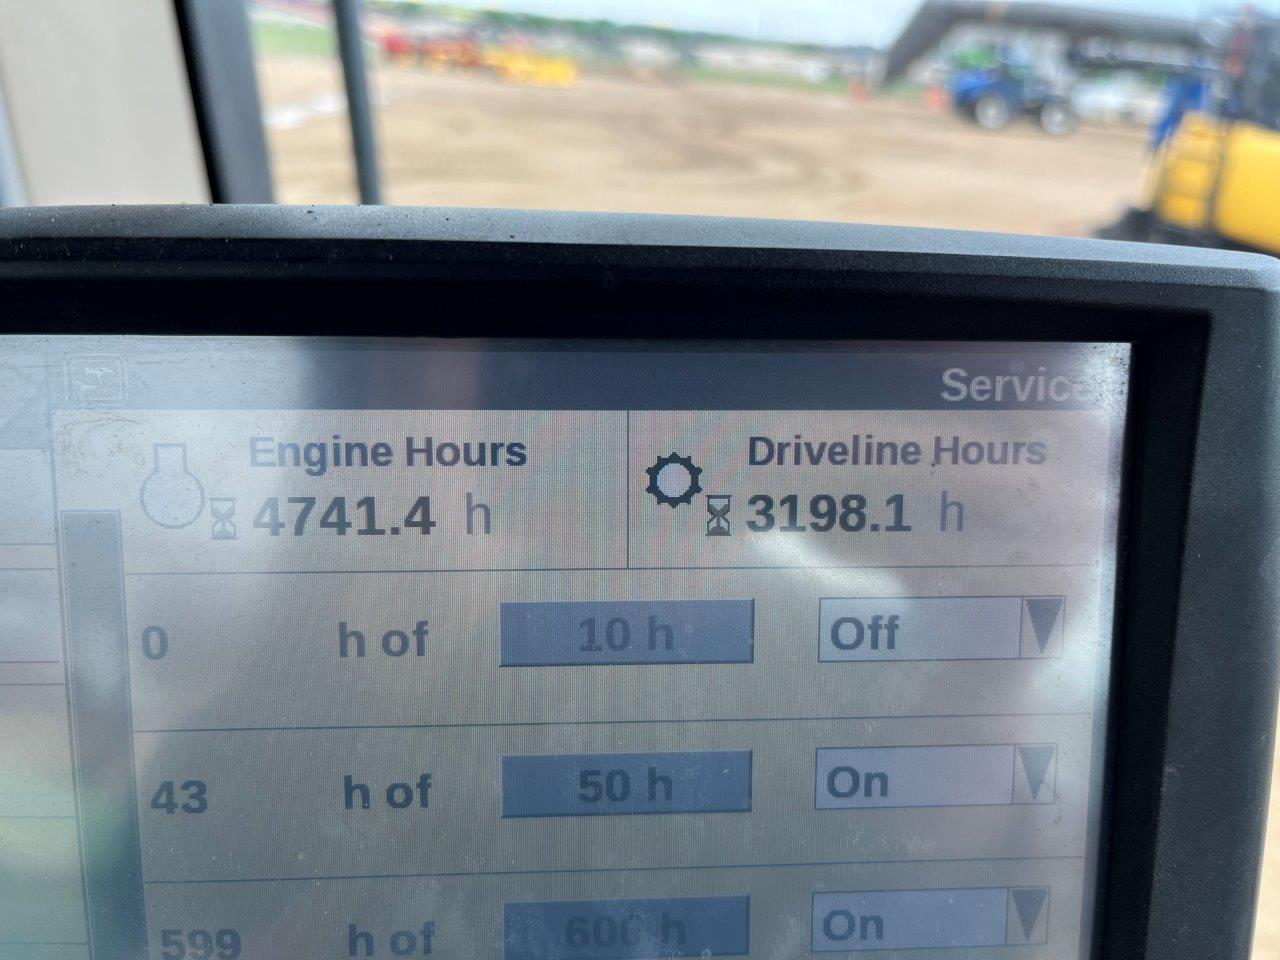 Service
Engine Hours
4741.4 h
Driveline Hours
3198.1 h
0 h of 10 h Off
43 h of 50 h On
599 h of 600 h On